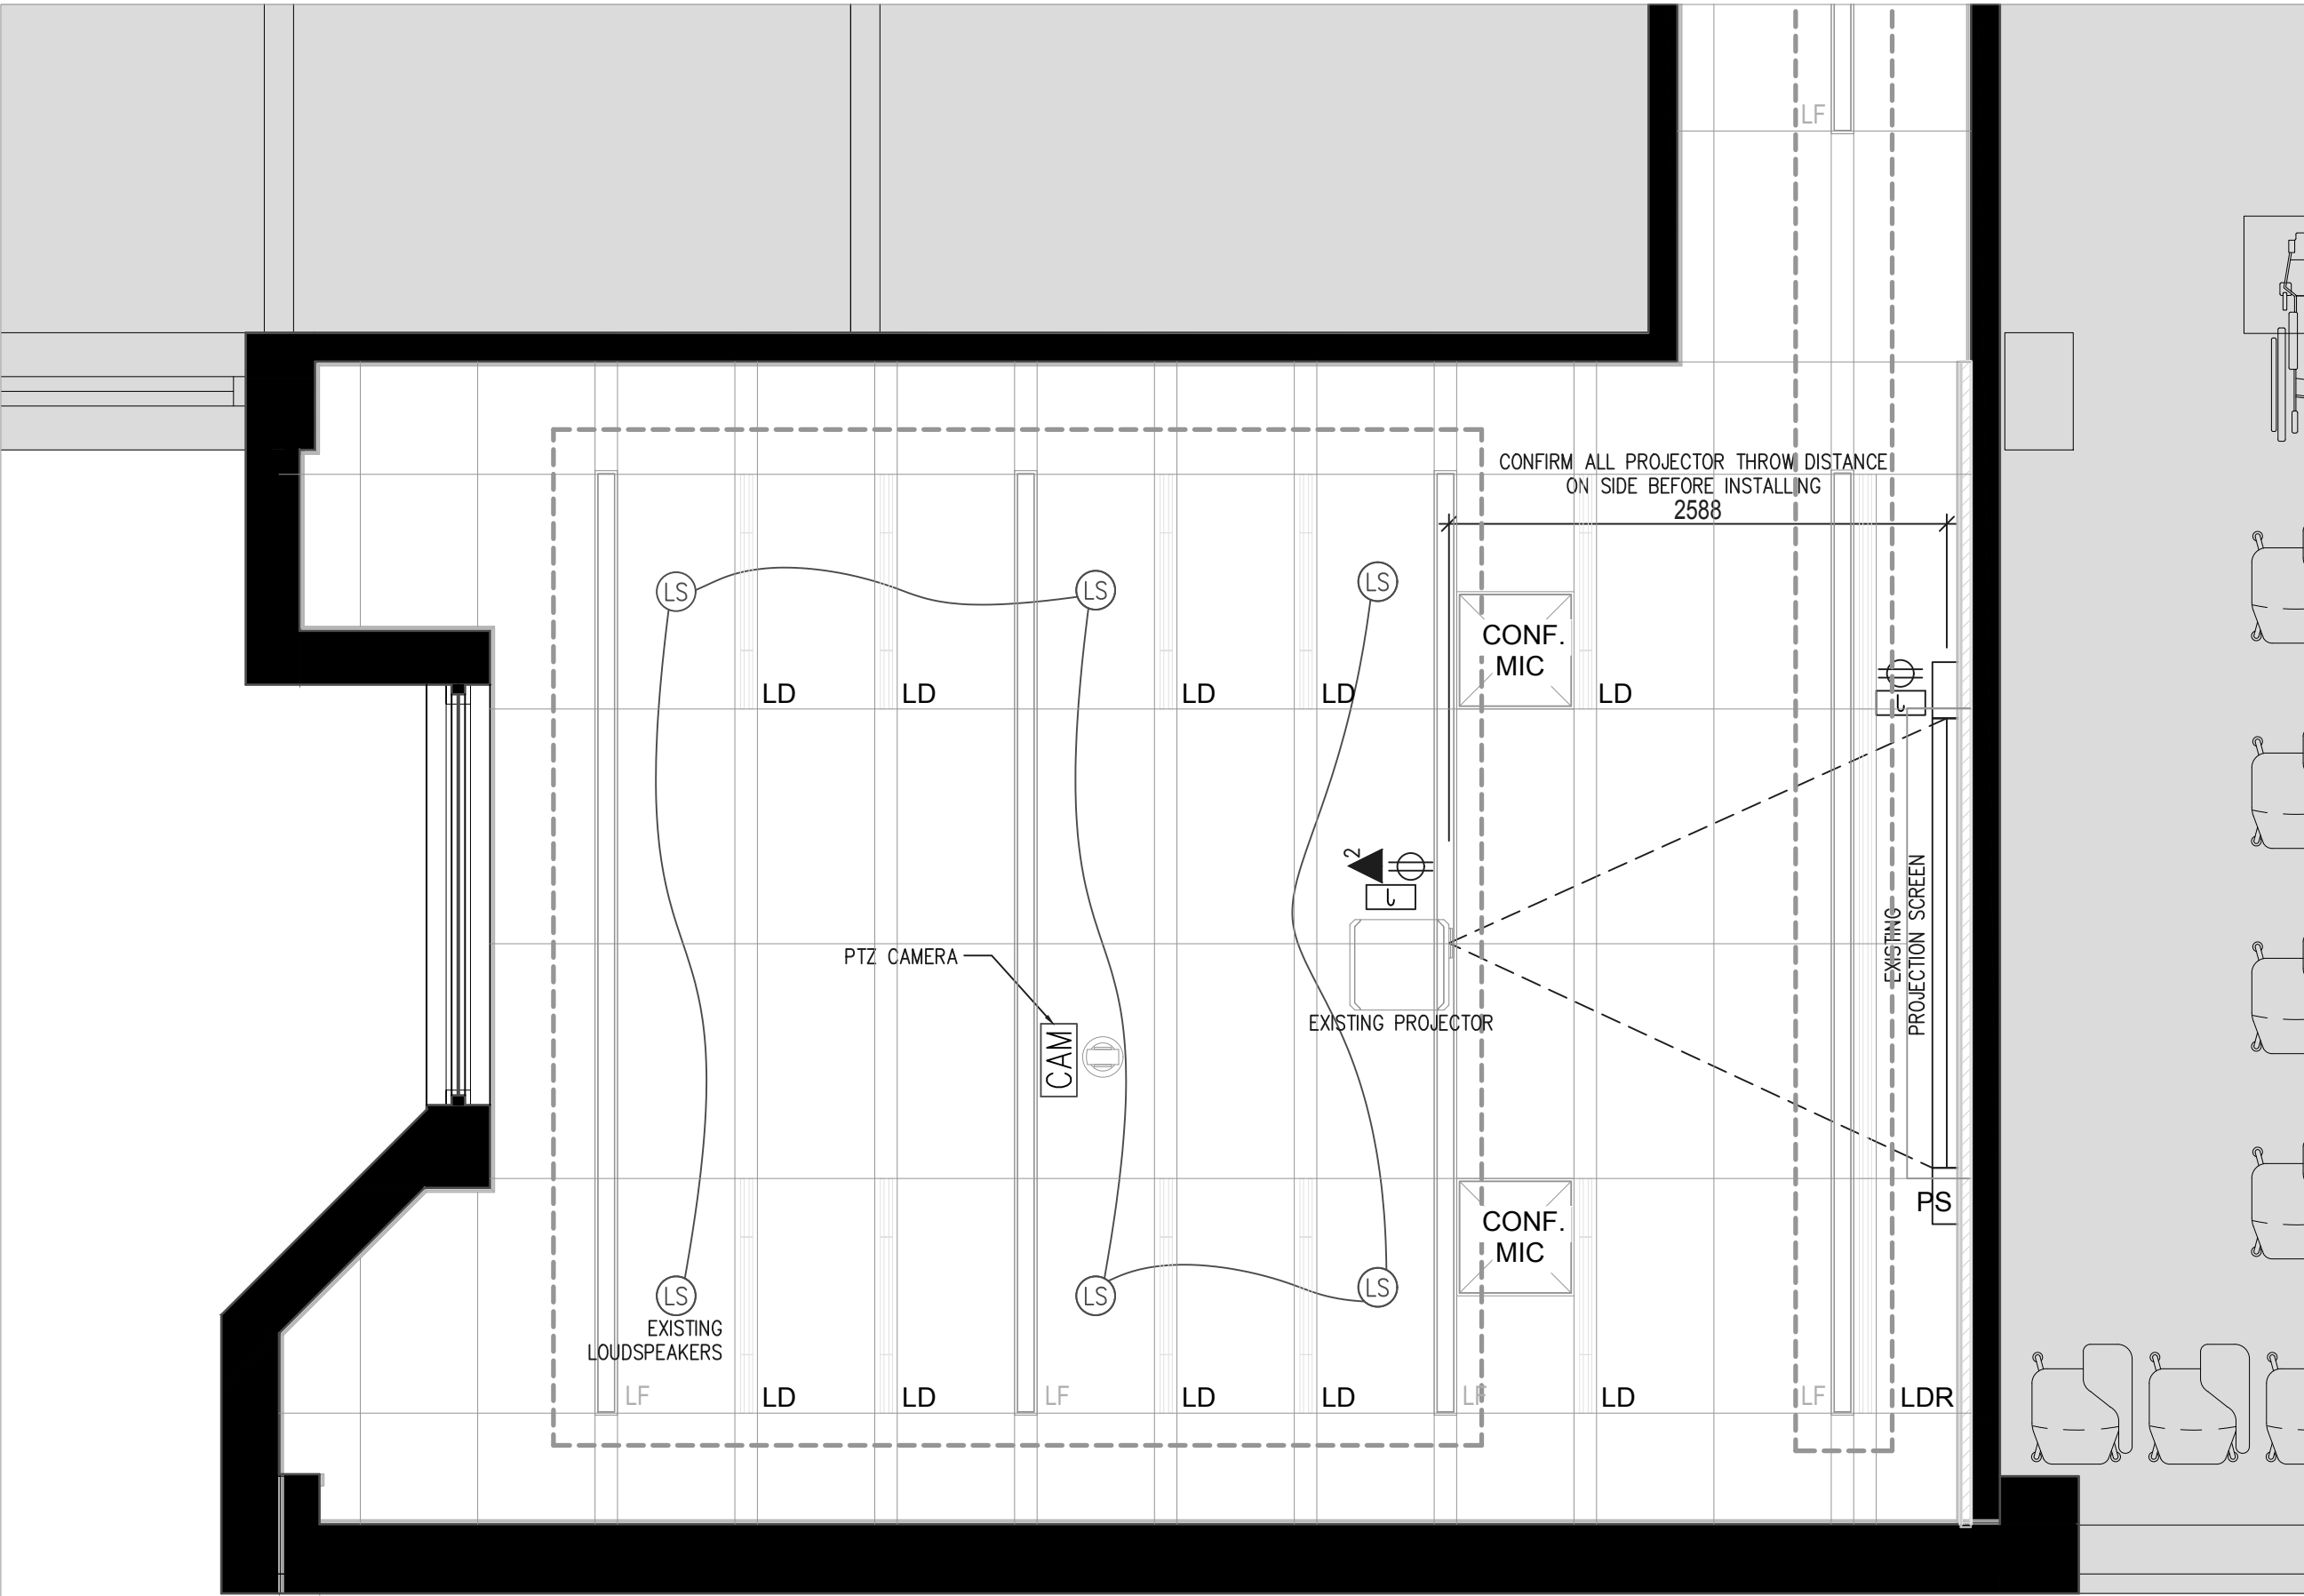 LF
CONFIRM ALL PROJECTOR THROW DISTANCE
ON SIDE BEFORE INSTALLING
2588
LS
LS
LS
CONF.
MIC
LD
LD
LD
LD
LD
J
2
J
PTZ CAMERA
CAM
EXISTING PROJECTOR
EXISTING
PROJECTION SCREEN
PS
CONF.
MIC
LS
LS
LS
EXISTING
LOUDSPEAKERS
LF
LD
LD
LF
LD
LD
LF
LD
LF
LDR